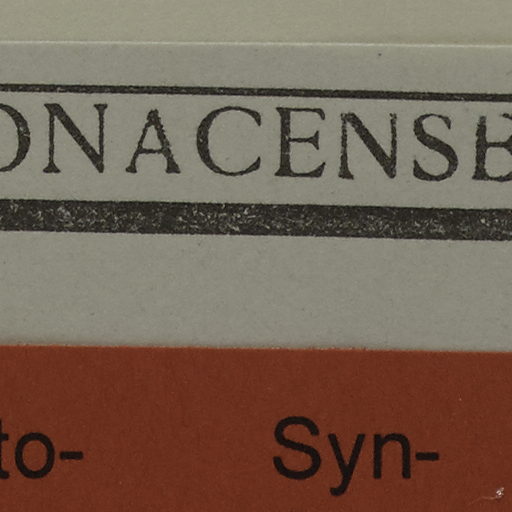 ONACENSE
to- Syn-